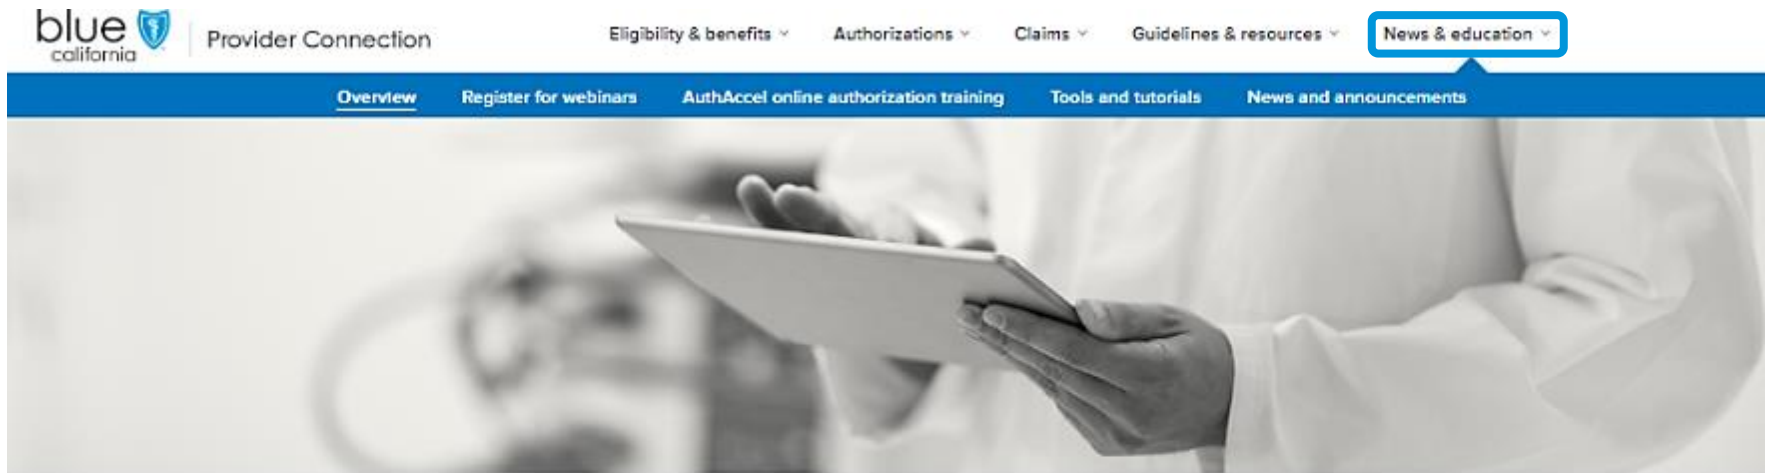 blue
california
Provider Connection
Eligibility & benefits
Authorizations
Claims
Guidelines & resources
News & education
Overview
Register for webinars
AuthAccel online authorization training
Tools and tutorials
News and announcements